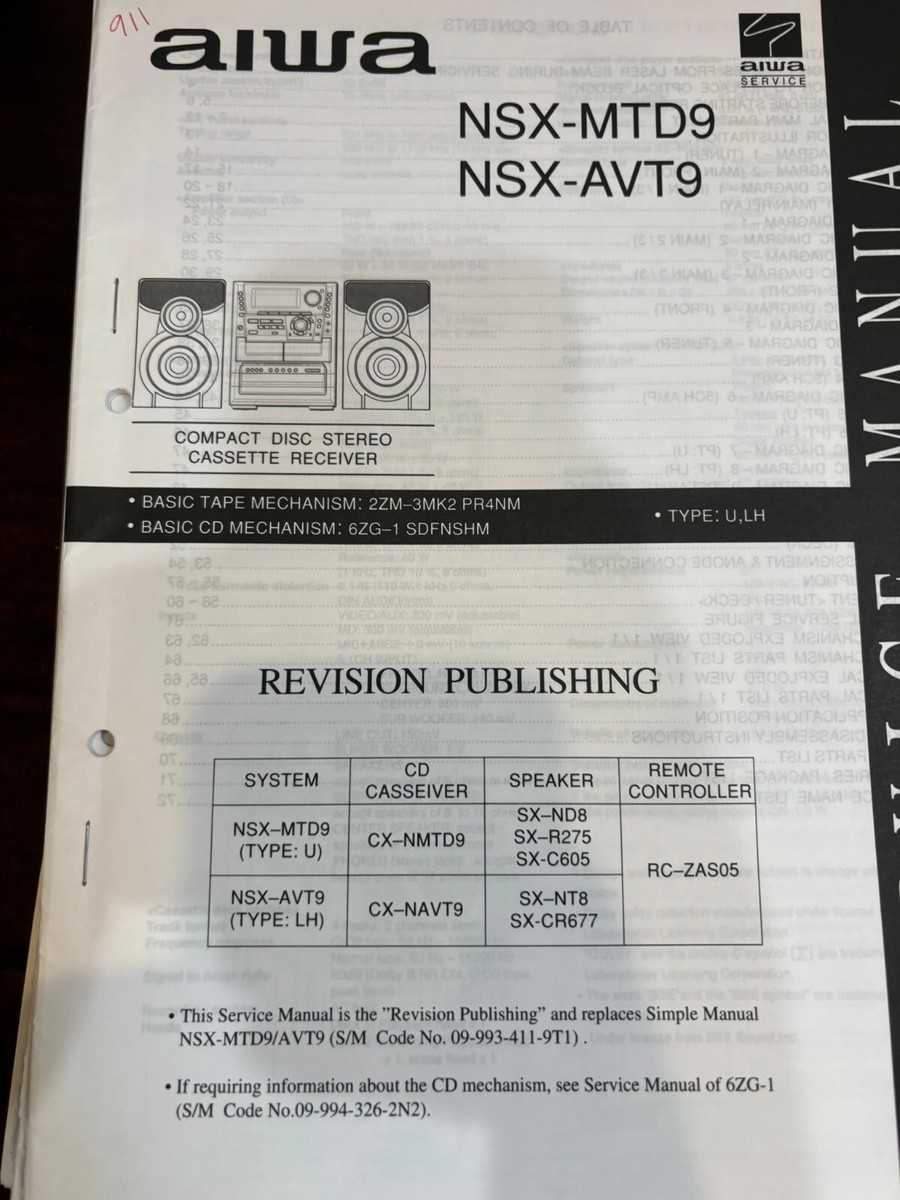 911
aiwa
aiwa
SERVICE
NSX-MTD9
NSX-AVT9
MANUAL
COMPACT DISC STEREO
CASSETTE RECEIVER
• BASIC TAPE MECHANISM: 2ZM–3MK2 PR4NM
• BASIC CD MECHANISM: 6ZG–1 SDFNSHM
• TYPE: U,LH
REVISION PUBLISHING
SYSTEM
CD
CASSEIVER
SPEAKER
REMOTE
CONTROLLER
NSX–MTD9
(TYPE: U)
CX–NMTD9
SX–ND8
SX–R275
SX-C605
RC–ZAS05
NSX–AVT9
(TYPE: LH)
CX–NAVT9
SX–NT8
SX-CR677
• This Service Manual is the ”Revision Publishing” and replaces Simple Manual
NSX-MTD9/AVT9 (S/M Code No. 09-993-411-9T1) .
• If requiring information about the CD mechanism, see Service Manual of 6ZG-1
(S/M Code No.09-994-326-2N2).